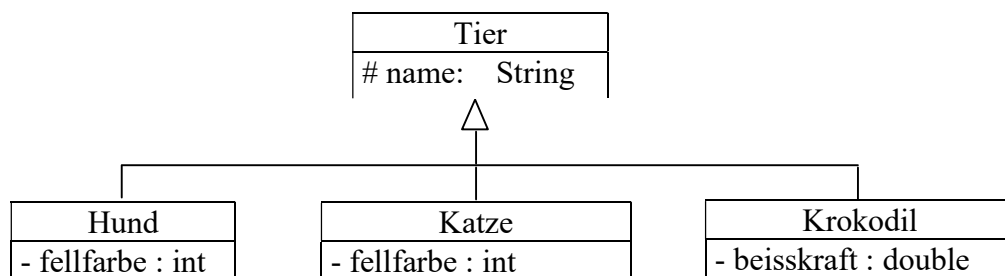 Tier
# name: String
Hund
- fellfarbe : int
Katze
- fellfarbe : int
Krokodil
- beisskraft : double